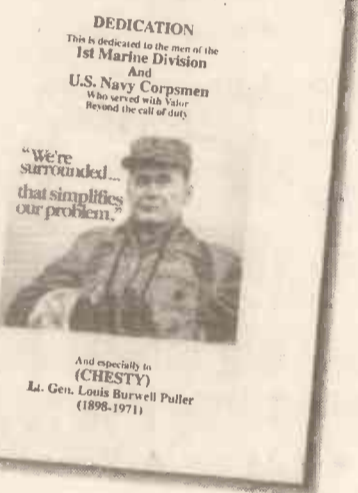 DEDICATION
This is dedicated to the men of the
1st Marine Division
And
U.S. Navy Corpsmen
Who served with Valor
Beyond the call of duty
“We're
surrounded...
that simplifies
our problem.”
And especially to
(CHESTY)
Lt. Gen. Louis Burwell Puller
(1898-1971)